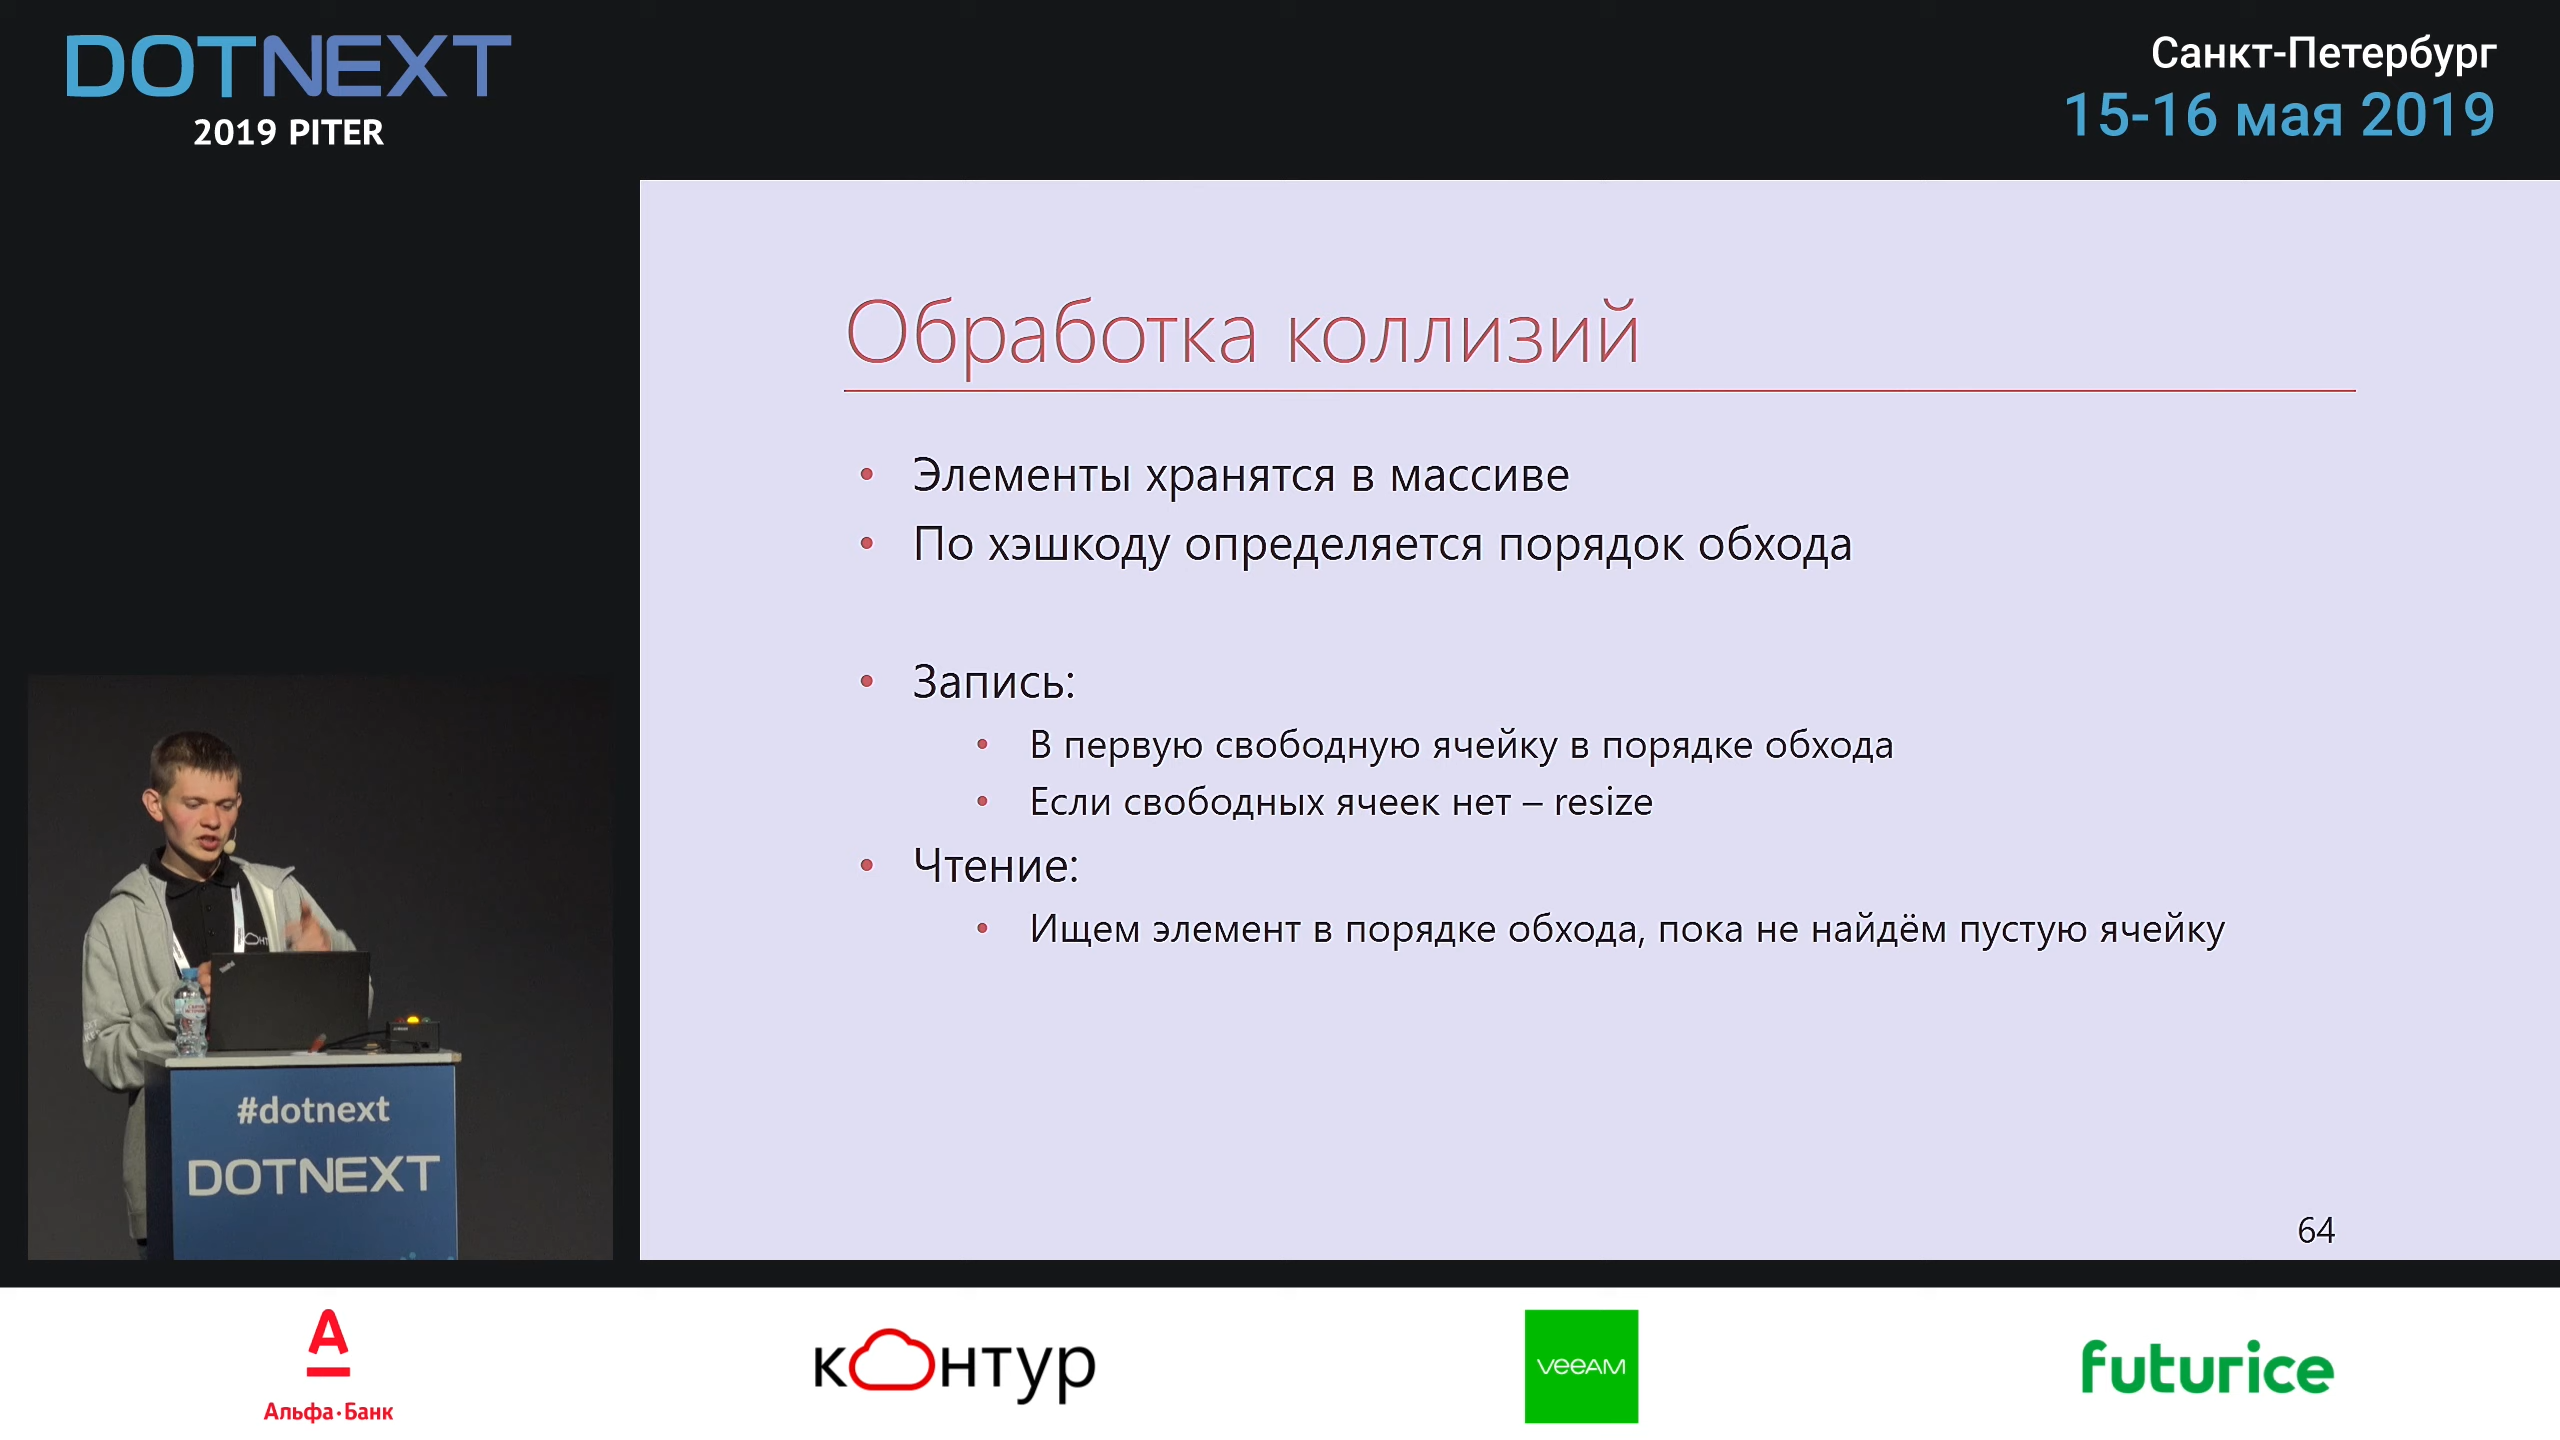 DOTNEXT
2019 PITER
Санкт-Петербург
15-16 мая 2019
Обработка коллизий
• Элементы хранятся в массиве
• По хэшкоду определяется порядок обхода
• Запись:
• В первую свободную ячейку в порядке обхода
• Если свободных ячеек нет – resize
• Чтение:
• Ищем элемент в порядке обхода, пока не найдём пустую ячейку
64
#dotnext
DOTNEXT
Альфа·Банк
контур
veeAM
futurice